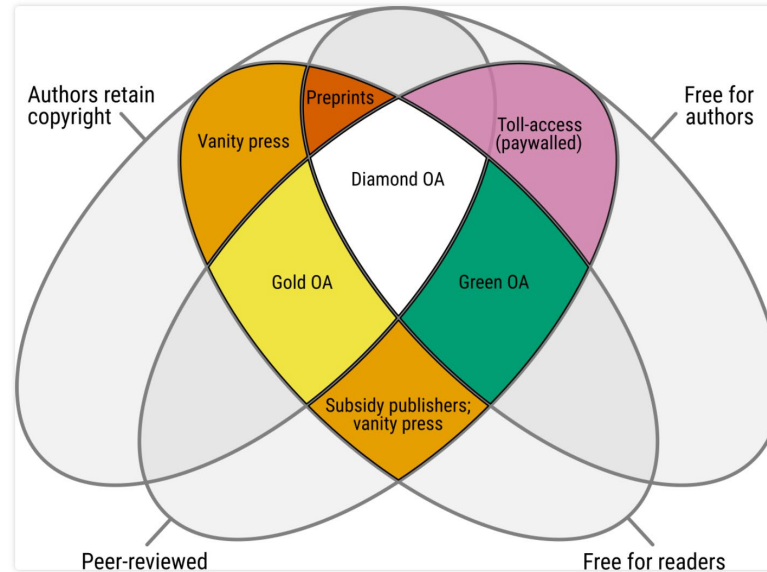 Authors retain
copyright
Free for
authors
Preprints
Vanity press
Toll-access
(paywalled)
Diamond OA
Gold OA
Green OA
Subsidy publishers;
vanity press
Peer-reviewed
Free for readers